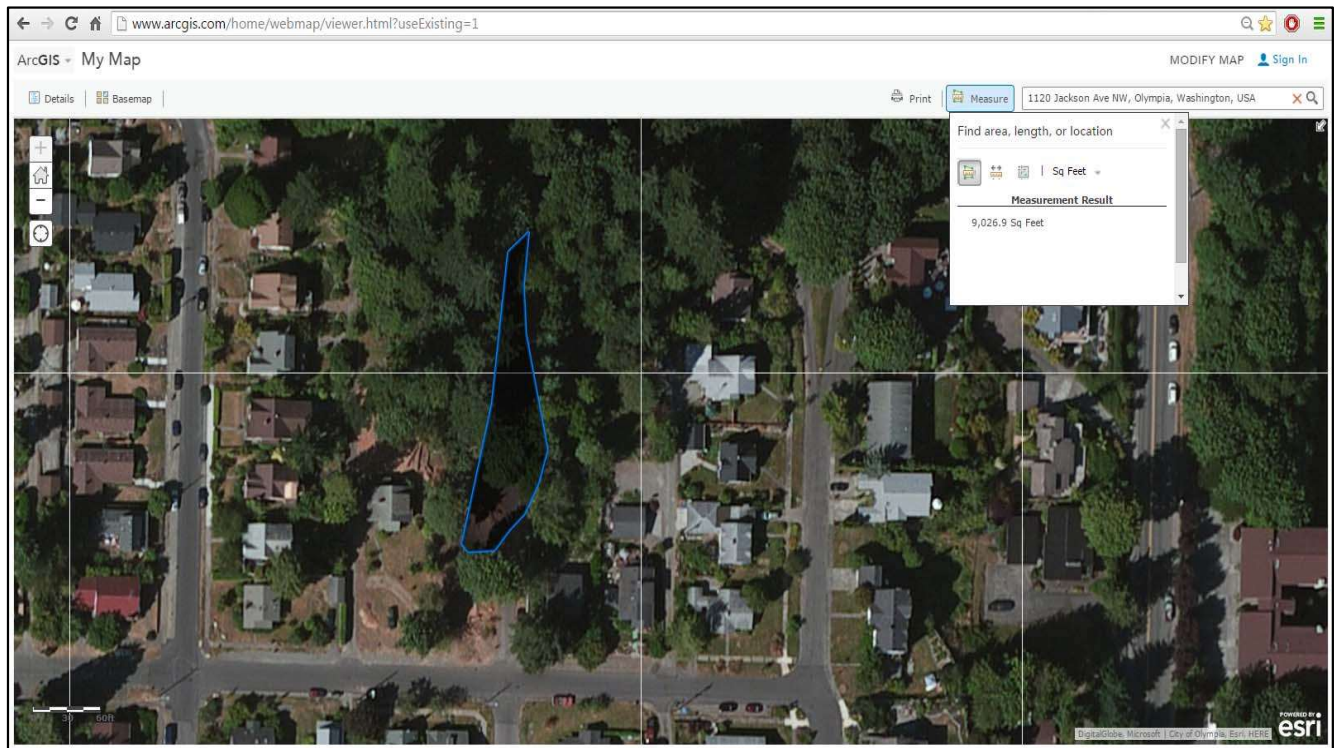 www.arcgis.com/home/webmap/viewer.html?useExisting=1
ArcGIS My Map
MODIFY MAP Sign In
Details Basemap Print Measure 1120 Jackson Ave NW, Olympia, Washington, USA
Find area, length, or location
Sq Feet
Measurement Result
9,026.9 Sq Feet
0 30 60ft
DigitalGlobe, Microsoft | City of Olympia, Esri, HERE
POWERED BY
esri